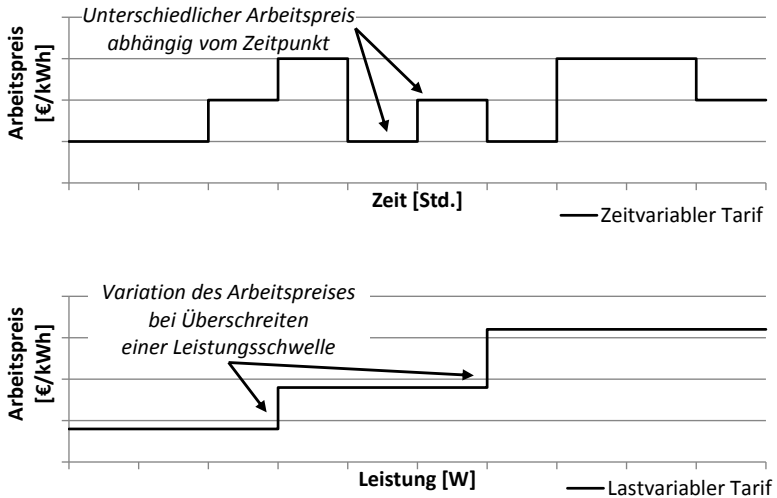 Unterschiedlicher Arbeitspreis
abhängig vom Zeitpunkt
Arbeitspreis
[€/kWh]
Zeit [Std.]
Zeitvariabler Tarif
Variation des Arbeitspreises
bei Überschreiten
einer Leistungsschwelle
Arbeitspreis
[€/kWh]
Leistung [W]
Lastvariabler Tarif